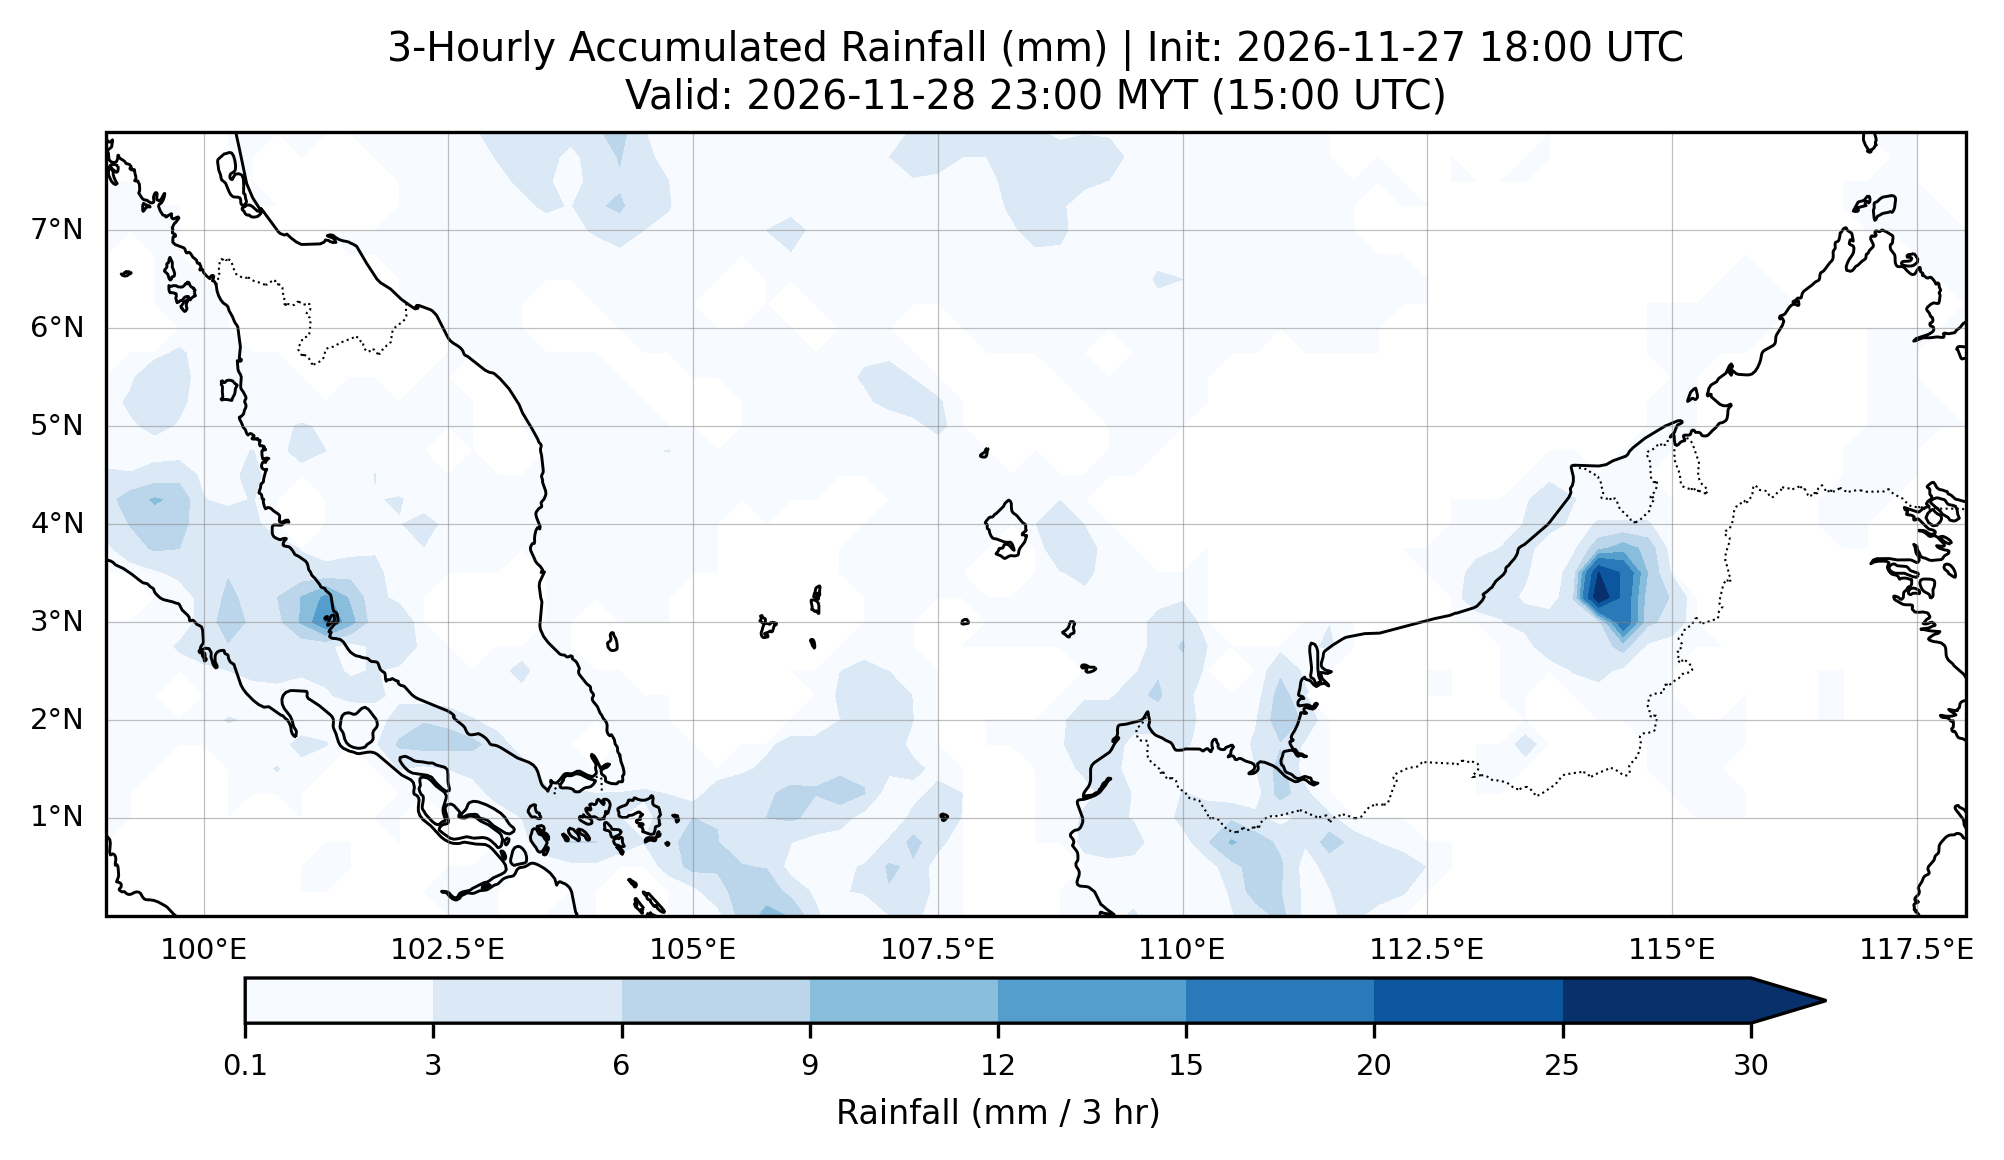 3-Hourly Accumulated Rainfall (mm) | Init: 2026-11-27 18:00 UTC
Valid: 2026-11-28 23:00 MYT (15:00 UTC)
7°N
6°N
5°N
4°N
3°N
2°N
1°N
100°E 102.5°E 105°E 107.5°E 110°E 112.5°E 115°E 117.5°E
0.1 3 6 9 12 15 20 25 30
Rainfall (mm / 3 hr)